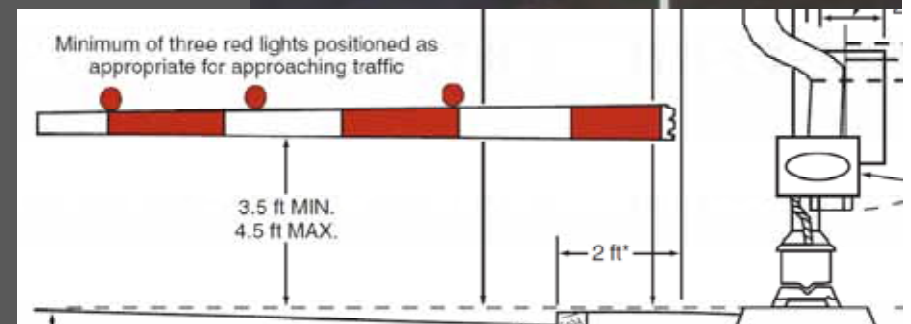 Minimum of three red lights positioned as
appropriate for approaching traffic
3.5 ft MIN.
4.5 ft MAX.
2 ft*